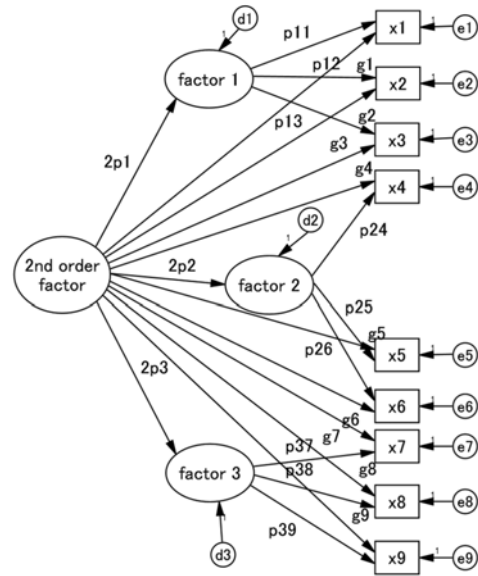 d1
1
p11
x1
1
e1
factor 1
p12
g1
x2
1
e2
p13
g2
g3
x3
1
e3
2p1
g4
x4
1
e4
d2
1
p24
2nd order
factor
2p2
factor 2
p25
g5
p26
x5
1
e5
2p3
x6
1
e6
g6
g7
p37
x7
1
e7
factor 3
p38
g8
g9
x8
1
e8
p39
1
d3
x9
1
e9